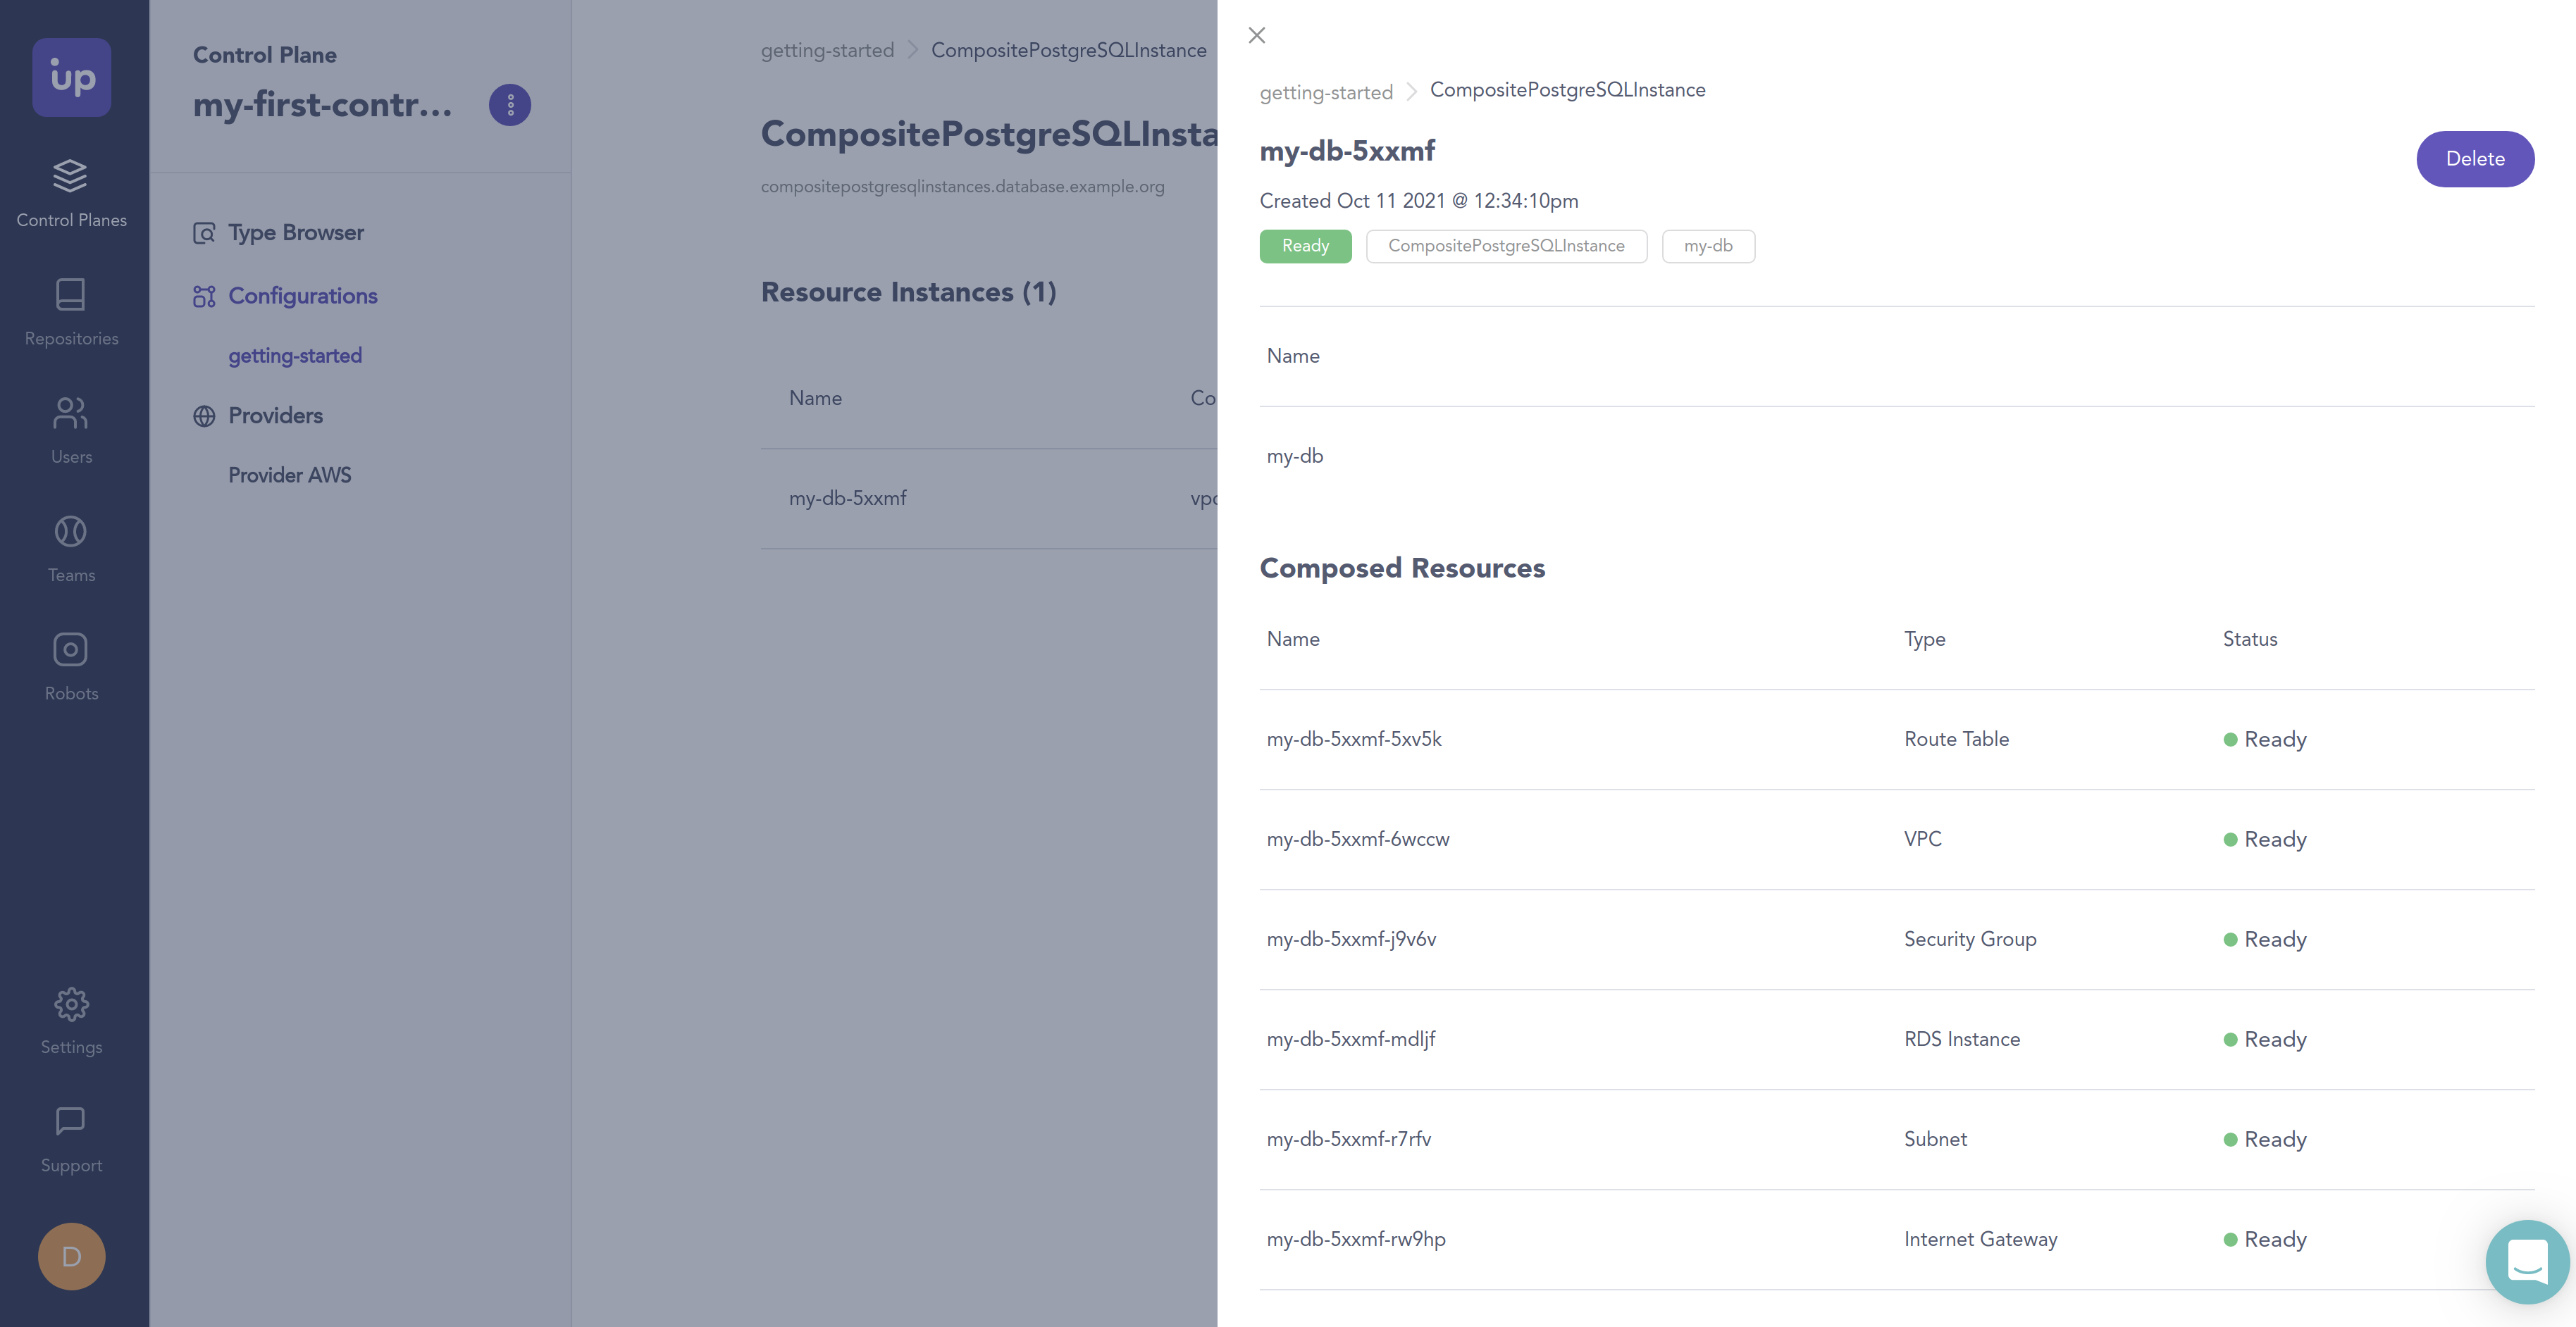 up
Control Planes
Repositories
Users
Teams
Robots
Settings
Support
D
Control Plane
my-first-contr...
Type Browser
Configurations
getting-started
Providers
Provider AWS
getting-started CompositePostgreSQLInstance
CompositePostgreSQLInsta
compositepostgresqlinstances.database.example.org
Resource Instances (1)
Name Co
my-db-5xxmf vpc
getting-started CompositePostgreSQLInstance
my-db-5xxmf
Delete
Created Oct 11 2021 @ 12:34:10pm
Ready CompositePostgreSQLInstance my-db
Name
my-db
Composed Resources
Name Type Status
my-db-5xxmf-5xv5k Route Table Ready
my-db-5xxmf-6wccw VPC Ready
my-db-5xxmf-j9v6v Security Group Ready
my-db-5xxmf-mdljf RDS Instance Ready
my-db-5xxmf-r7rfv Subnet Ready
my-db-5xxmf-rw9hp Internet Gateway Ready